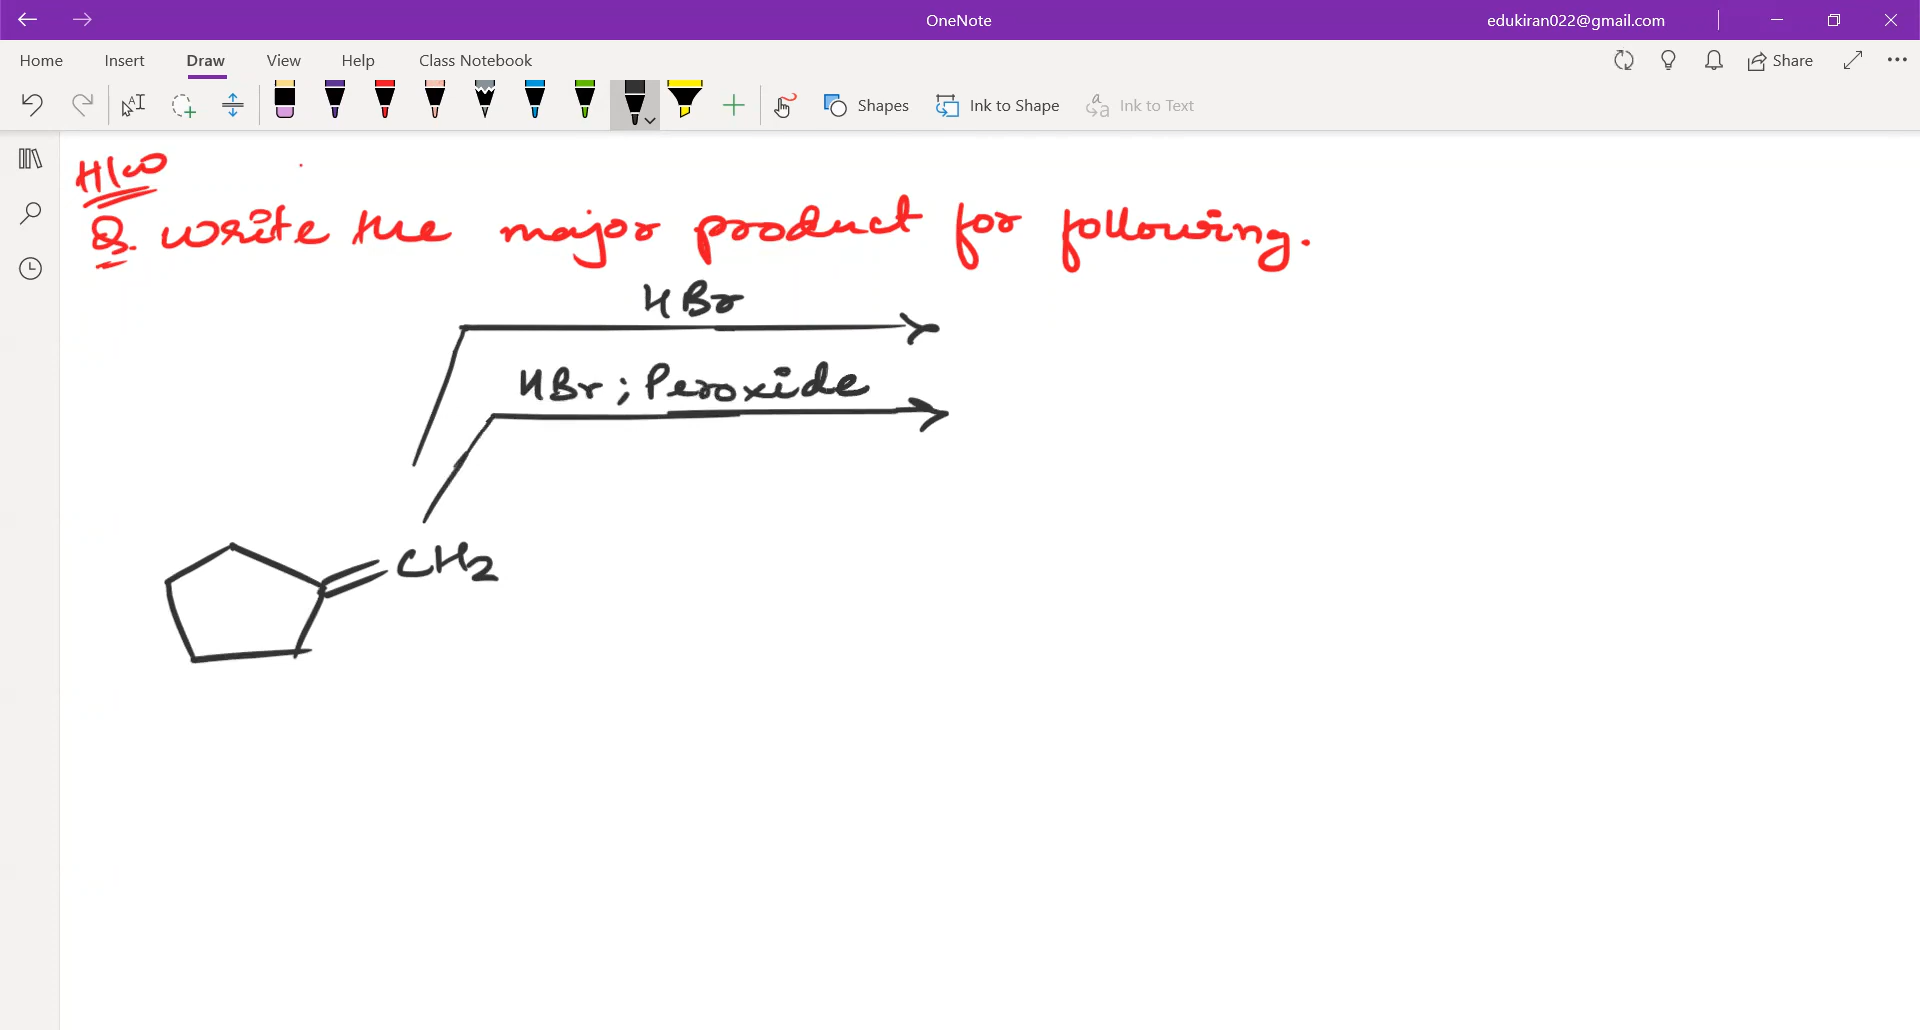 OneNote
edukiran022@gmail.com
Home Insert Draw View Help Class Notebook
Share
Shapes Ink to Shape Ink to Text
H/w
Q. write the major product for following.
HBr
HBr ; Peroxide
CH2